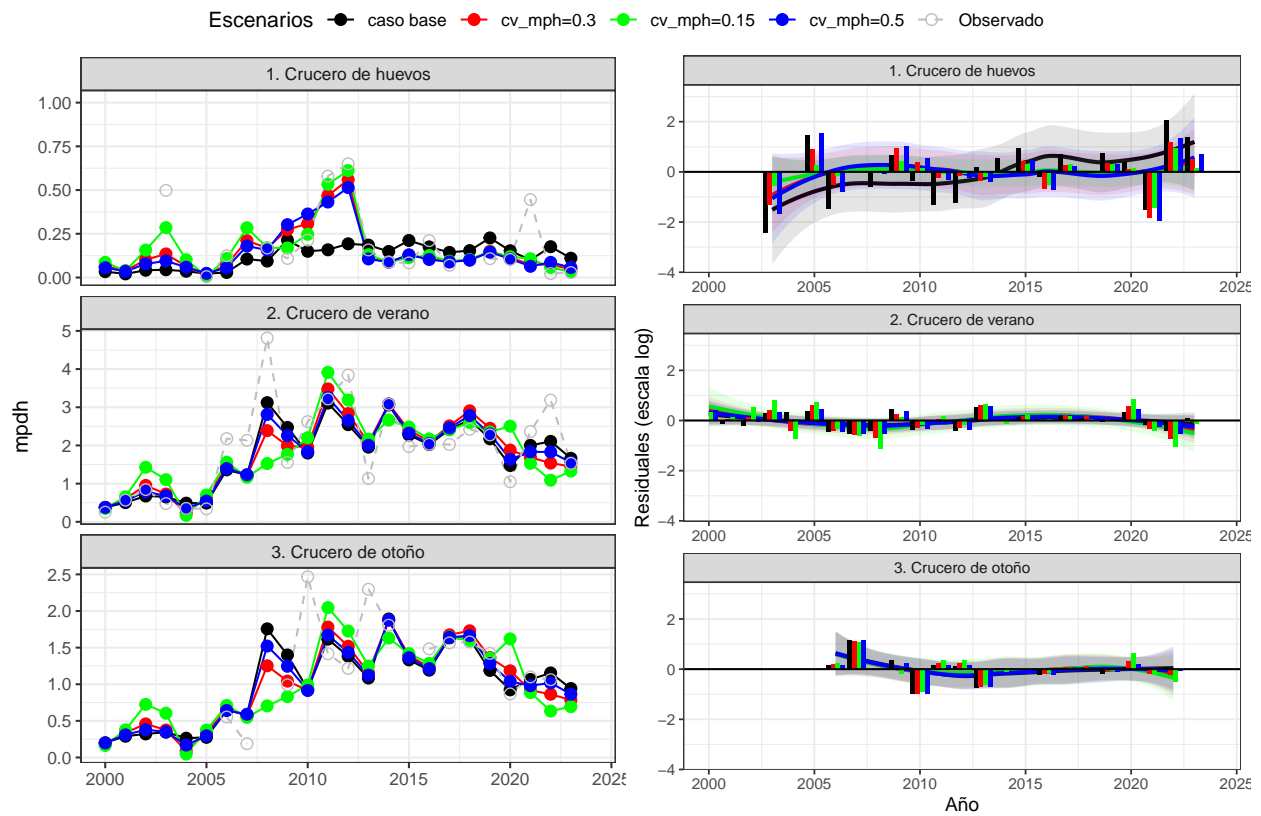 Escenarios caso base cv_mph=0.3 cv_mph=0.15 cv_mph=0.5 Observado
1. Crucero de huevos
1.00
0.75
0.50
0.25
0.00
2. Crucero de verano
5
4
3
2
1
0
3. Crucero de otoño
2.5
2.0
1.5
1.0
0.5
0.0
2000 2005 2010 2015 2020 2025
mpdh
1. Crucero de huevos
2
0
−2
−4
2000 2005 2010 2015 2020 2025
2. Crucero de verano
2
0
−2
−4
2000 2005 2010 2015 2020 2025
3. Crucero de otoño
2
0
−2
−4
2000 2005 2010 2015 2020 2025
Residuales (escala log)
Año